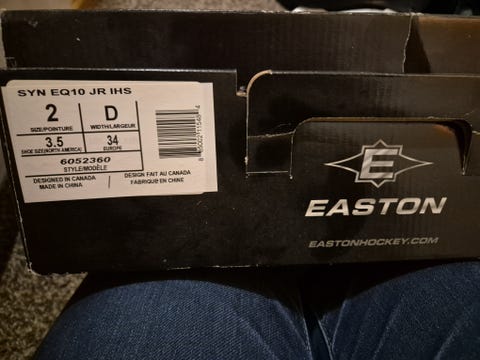 SYN EQ10 JR IHS
2
SIZE/POINTURE
D
WIDTH/LARGEUR
3.5
SHOE SIZE(NORTH AMERICA)
34
EUROPE
6052360
STYLE/MODÈLE
DESIGNED IN CANADA
MADE IN CHINA
DESIGN FAIT AU CANADA
FABRIQUE EN CHINE
E
EASTON
EASTONHOCKEY.COM